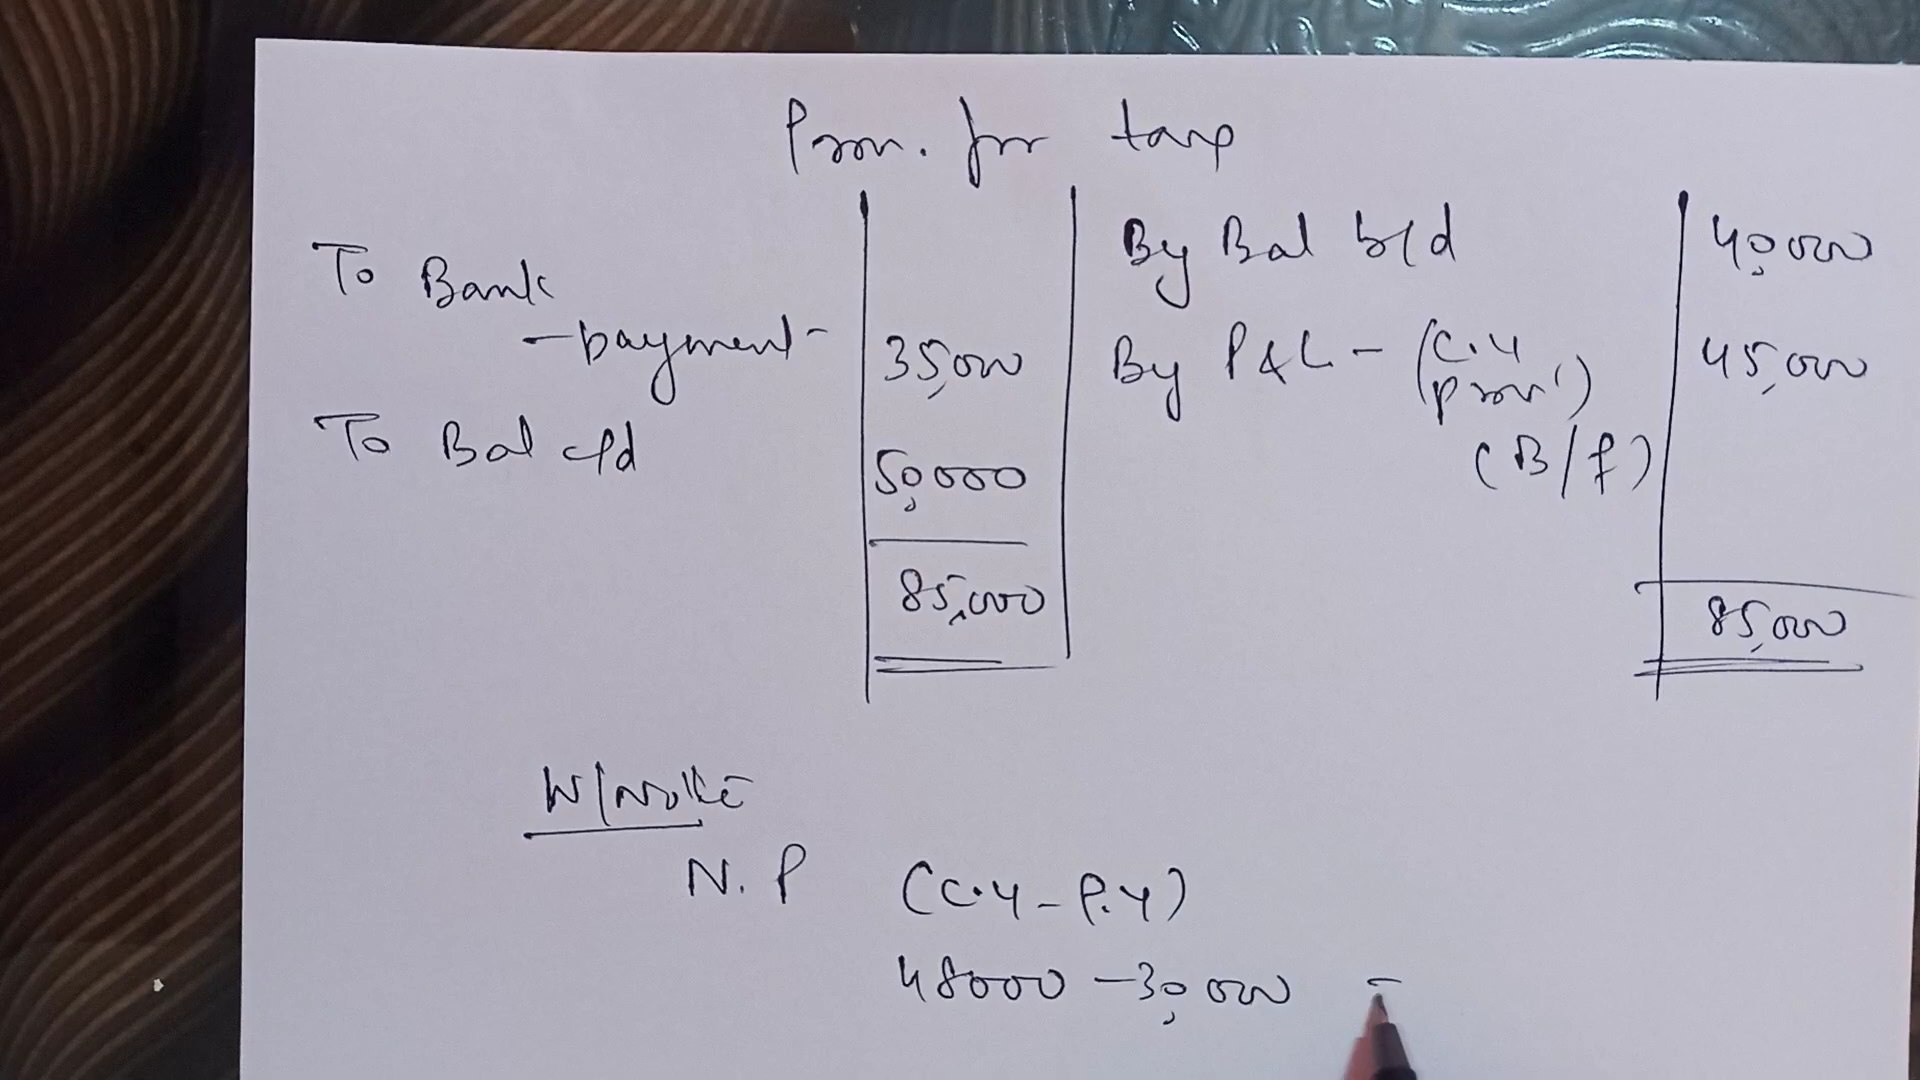 Prov. for tax
To Bank
-payment- 35,000
To Bal c/d 50,000
85,000
By Bal b/d 40,000
By P&L - (C.Y prov') 45,000
(B/f)
85,000
W/Note
N.P (C.Y - P.Y)
48000 - 30,000 =